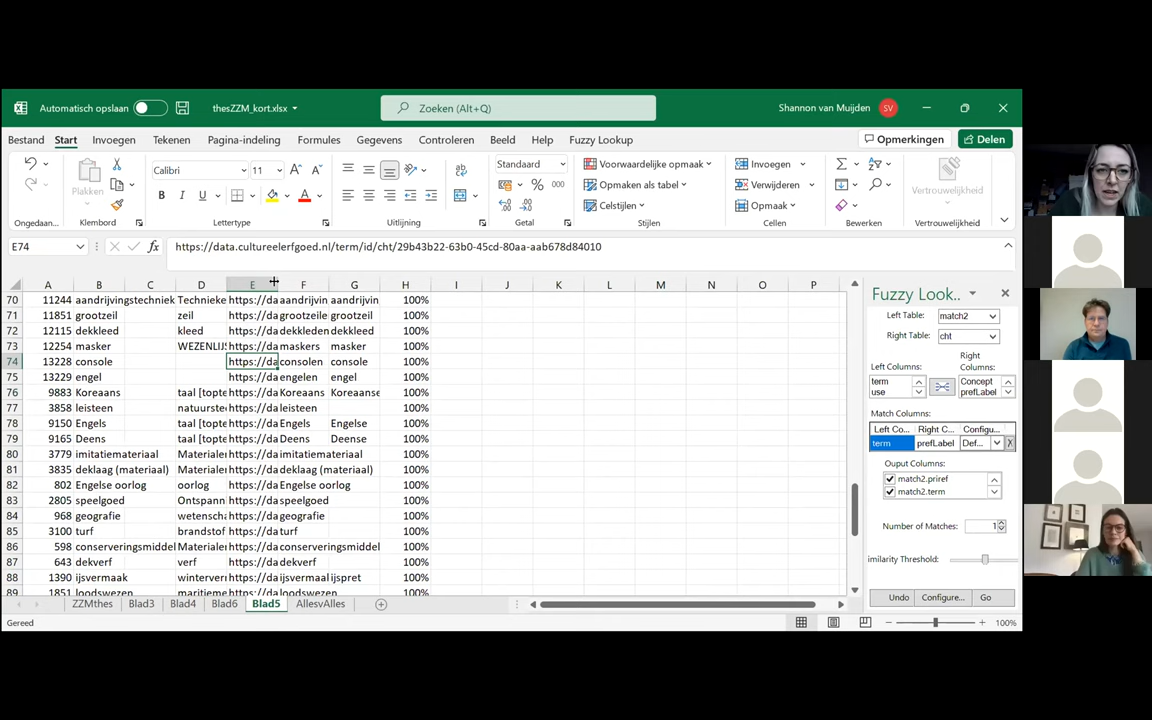 Automatisch opslaan thesZZM_kort.xlsx Zoeken (Alt+Q) Shannon van Muijden SV
Bestand Start Invoegen Tekenen Pagina-indeling Formules Gegevens Controleren Beeld Help Fuzzy Lookup Opmerkingen Delen
Plakken Calibri 11 Standaard Voorwaardelijke opmaak Invoegen Vertrouwelijkheid
B I U Opmaken als tabel Verwijderen
Celstijlen Opmaak
Ongedaan... Klembord Lettertype Uitlijning Getal Stijlen Cellen Bewerken Vertrouwelijkheid
E74 fx https://data.cultureelerfgoed.nl/term/id/cht/29b43b22-63b0-45cd-80aa-aab678d84010
A B C D E F G H I J K L M N O P
70 11244 aandrijvingstechniek Technieke https://da aandrijvin aandrijvin 100%
71 11851 grootzeil zeil https://da grootzeile grootzeil 100%
72 12115 dekkleed kleed https://da dekkleden dekkleed 100%
73 12254 masker WEZENLIJ https://da maskers masker 100%
74 13228 console https://da consolen console 100%
75 13229 engel https://da engelen engel 100%
76 9883 Koreaans taal [topte https://da Koreaans Koreaanse 100%
77 3858 leisteen natuurste https://da leisteen 100%
78 9150 Engels taal [topte https://da Engels Engelse 100%
79 9165 Deens taal [topte https://da Deens Deense 100%
80 3779 imitatiemateriaal Materialen https://da imitatiemateriaal 100%
81 3835 deklaag (materiaal) Materialen https://da deklaag (materiaal) 100%
82 802 Engelse oorlog oorlog https://da Engelse oorlog 100%
83 2805 speelgoed Ontspann https://da speelgoed 100%
84 968 geografie wetensch https://da geografie 100%
85 3100 turf brandstof https://da turf 100%
86 598 conserveringsmiddel Materialen https://da conserveringsmiddel 100%
87 643 dekverf verf https://da dekverf 100%
88 1390 ijsvermaak winterverm https://da ijsvermaal ijspret 100%
89 1851 loodswezen maritieme https://da loodswezen 100%
ZZMthes Blad3 Blad4 Blad6 Blad5 AllesvAlles
Gereed 100%
Fuzzy Look..
Left Table: match2
Right Table: cht
Left Columns: Right Columns:
term Concept
use prefLabel
Match Columns:
Left Co... Right C... Configu...
term prefLabel Def... X
Ouput Columns:
match2.priref
match2.term
Number of Matches: 1
imilarity Threshold:
Undo Configure... Go